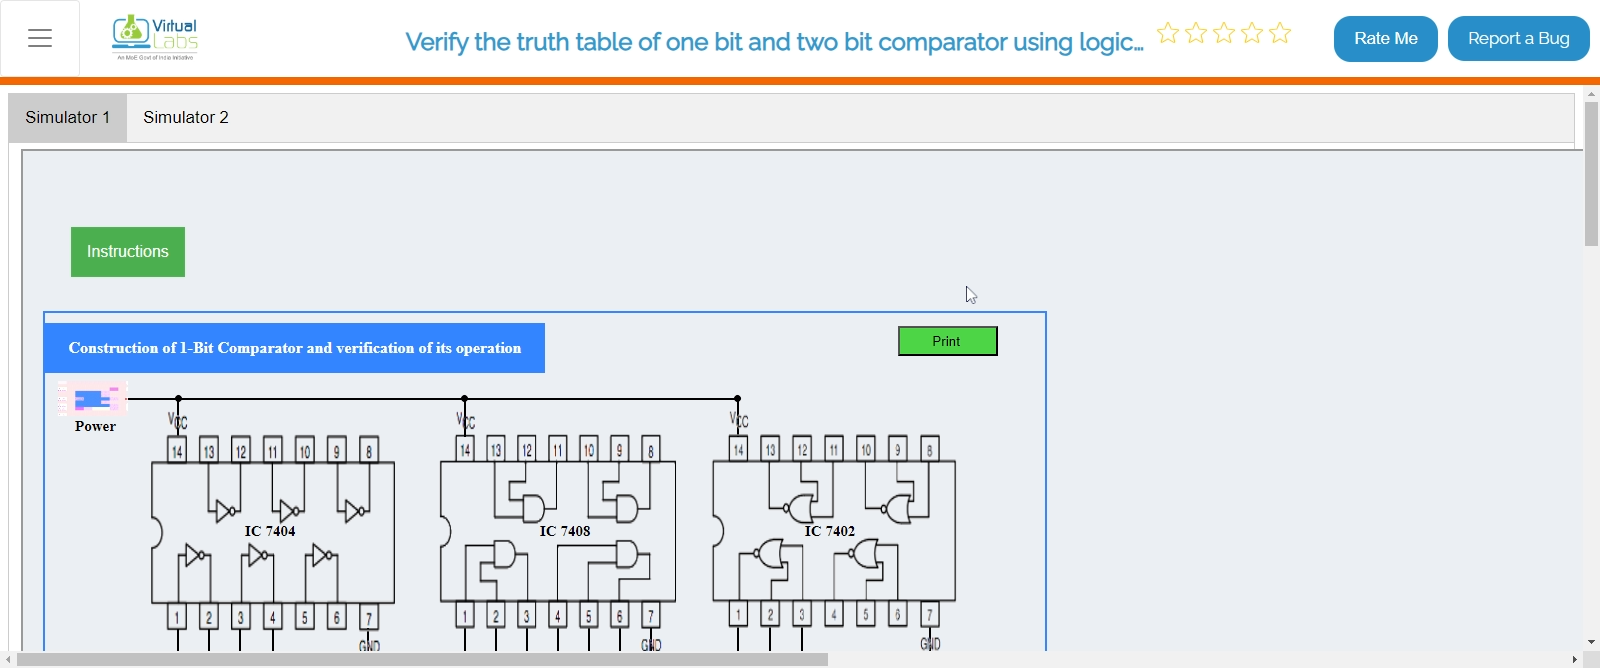 Virtual
Labs
An MoE Govt of India Initiative
Verify the truth table of one bit and two bit comparator using logic...
Rate Me
Report a Bug
Simulator 1
Simulator 2
Instructions
Construction of 1-Bit Comparator and verification of its operation
Print
Power
VCC
VCC
VCC
14 13 12 11 10 9 8
14 13 12 11 10 9 8
14 13 12 11 10 9 8
IC 7404
IC 7408
IC 7402
1 2 3 4 5 6 7
1 2 3 4 5 6 7
1 2 3 4 5 6 7
GND
GND
GND